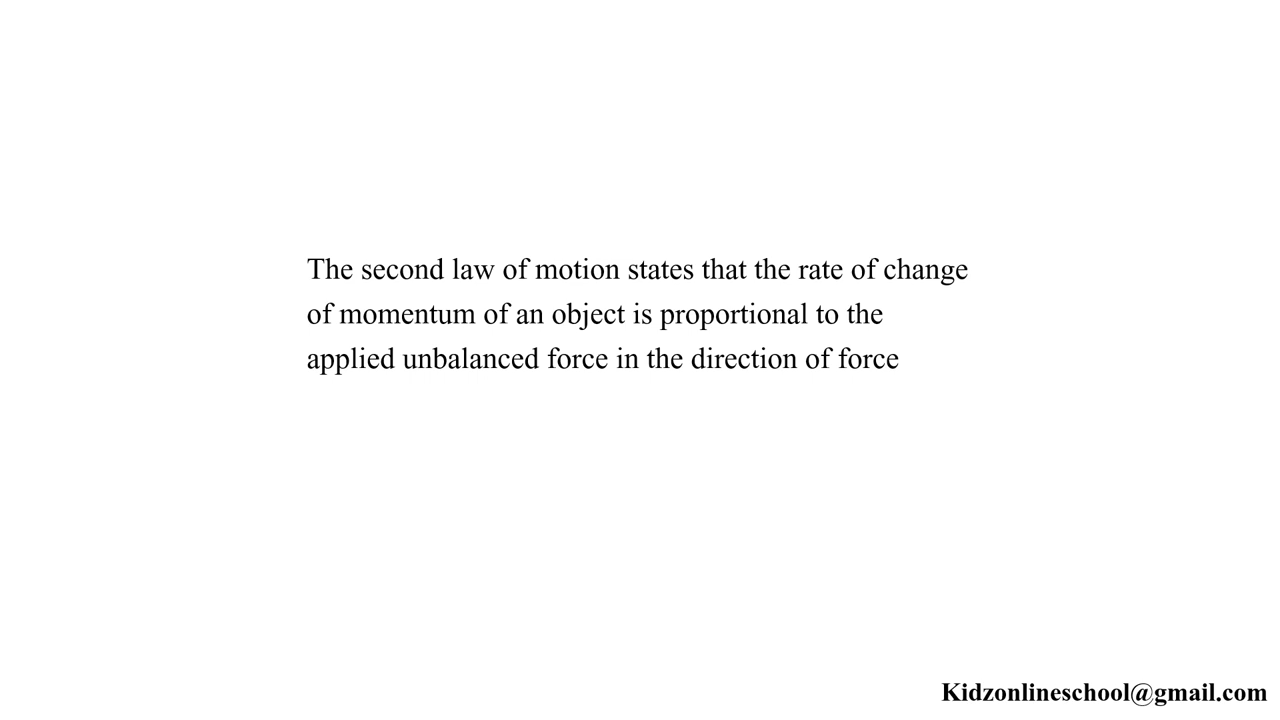 The second law of motion states that the rate of change
of momentum of an object is proportional to the
applied unbalanced force in the direction of force
Kidzonlineschool@gmail.com